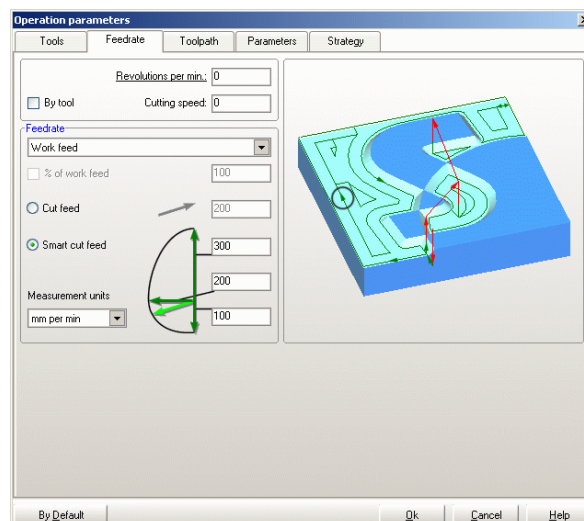 Operation parameters
Tools Feedrate Toolpath Parameters Strategy
Revolutions per min.: 0
By tool Cutting speed: 0
Feedrate
Work feed
% of work feed 100
Cut feed 200
Smart cut feed 300
200
Measurement units
mm per min 100
By Default Ok Cancel Help